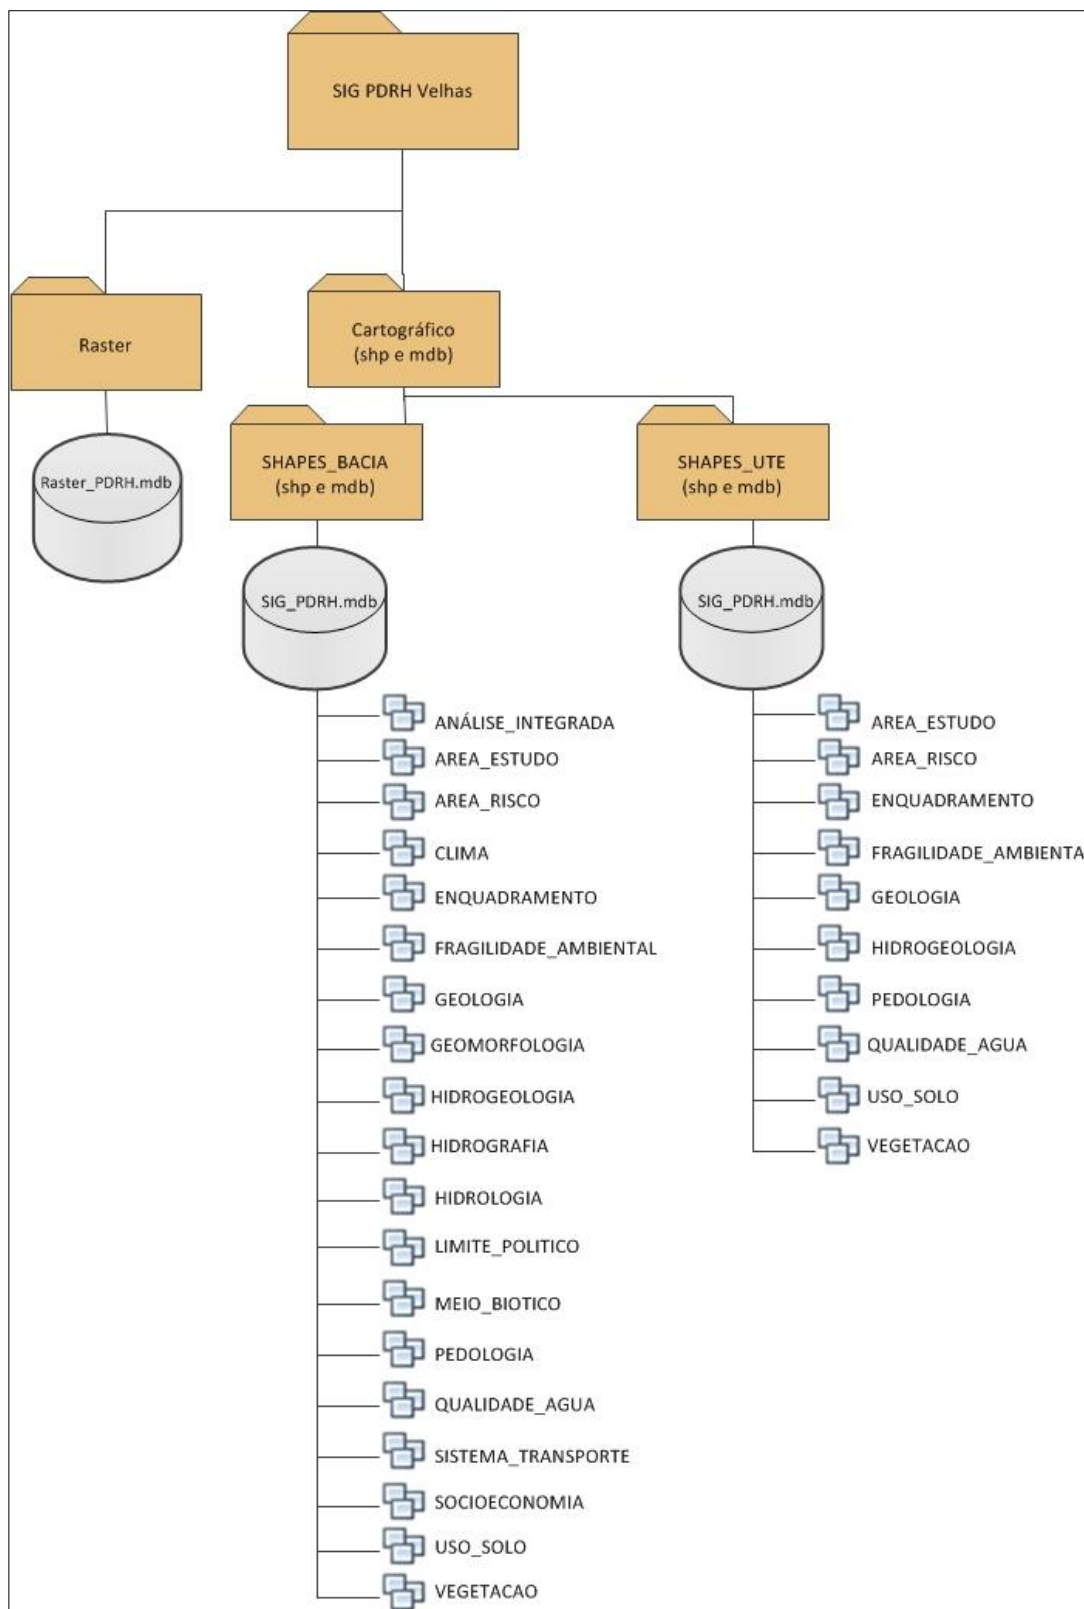 SIG PDRH Velhas
Raster
Cartográfico
(shp e mdb)
Raster_PDRH.mdb
SHAPES_BACIA
(shp e mdb)
SHAPES_UTE
(shp e mdb)
SIG_PDRH.mdb
SIG_PDRH.mdb
ANÁLISE_INTEGRADA
AREA_ESTUDO
AREA_RISCO
CLIMA
ENQUADRAMENTO
FRAGILIDADE_AMBIENTAL
GEOLOGIA
GEOMORFOLOGIA
HIDROGEOLOGIA
HIDROGRAFIA
HIDROLOGIA
LIMITE_POLITICO
MEIO_BIOTICO
PEDOLOGIA
QUALIDADE_AGUA
SISTEMA_TRANSPORTE
SOCIOECONOMIA
USO_SOLO
VEGETACAO
AREA_ESTUDO
AREA_RISCO
ENQUADRAMENTO
FRAGILIDADE_AMBIENTA
GEOLOGIA
HIDROGEOLOGIA
PEDOLOGIA
QUALIDADE_AGUA
USO_SOLO
VEGETACAO